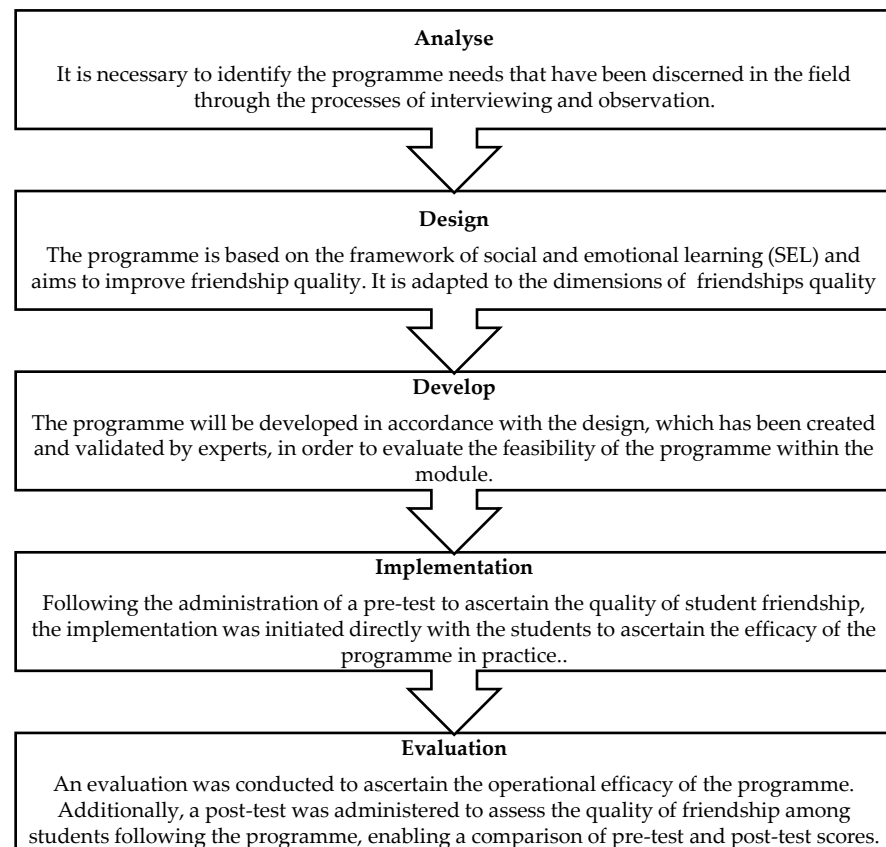 Analyse
It is necessary to identify the programme needs that have been discerned in the field
through the processes of interviewing and observation.
Design
The programme is based on the framework of social and emotional learning (SEL) and
aims to improve friendship quality. It is adapted to the dimensions of friendships quality
Develop
The programme will be developed in accordance with the design, which has been created
and validated by experts, in order to evaluate the feasibility of the programme within the
module.
Implementation
Following the administration of a pre-test to ascertain the quality of student friendship,
the implementation was initiated directly with the students to ascertain the efficacy of the
programme in practice..
Evaluation
An evaluation was conducted to ascertain the operational efficacy of the programme.
Additionally, a post-test was administered to assess the quality of friendship among
students following the programme, enabling a comparison of pre-test and post-test scores.